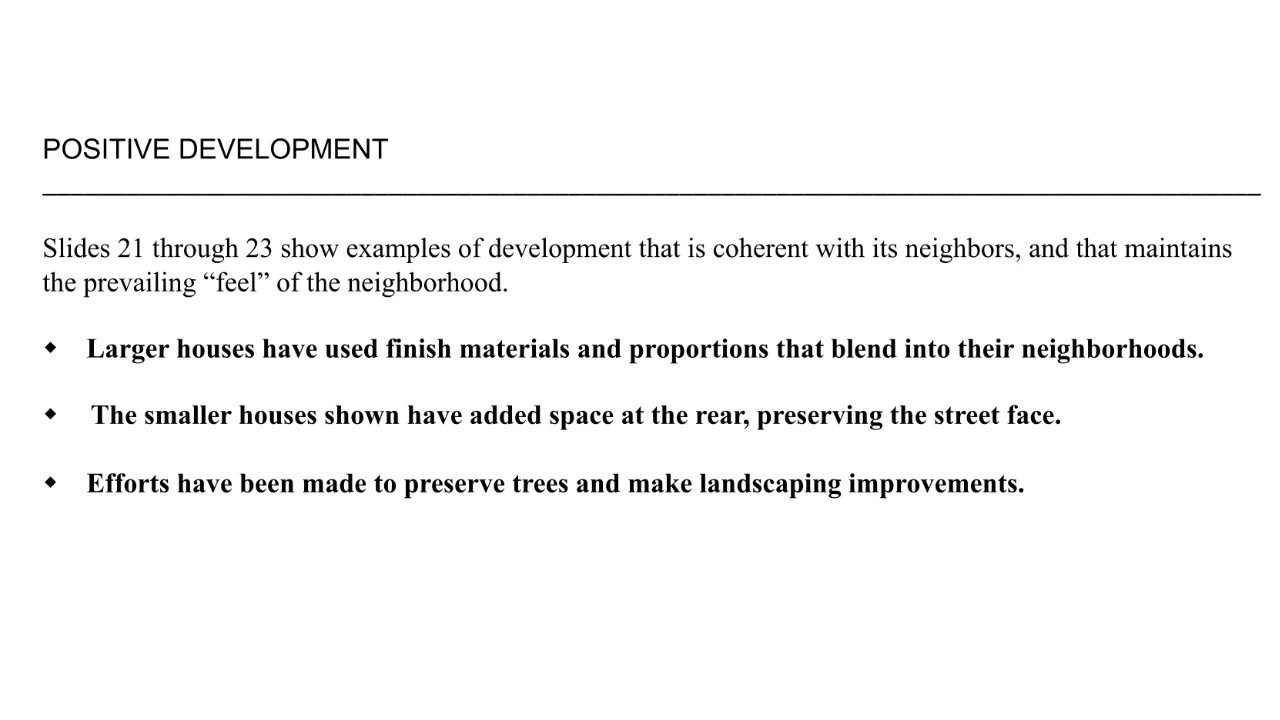 POSITIVE DEVELOPMENT
Slides 21 through 23 show examples of development that is coherent with its neighbors, and that maintains
the prevailing “feel” of the neighborhood.
◆ Larger houses have used finish materials and proportions that blend into their neighborhoods.
◆ The smaller houses shown have added space at the rear, preserving the street face.
◆ Efforts have been made to preserve trees and make landscaping improvements.